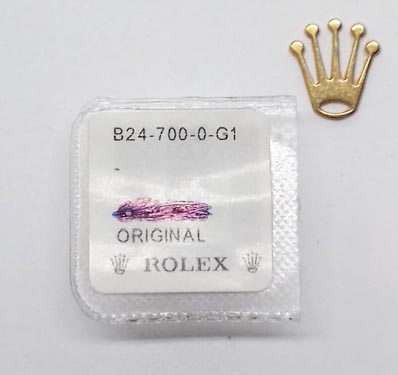 B24-700-0-G1
ORIGINAL
ROLEX